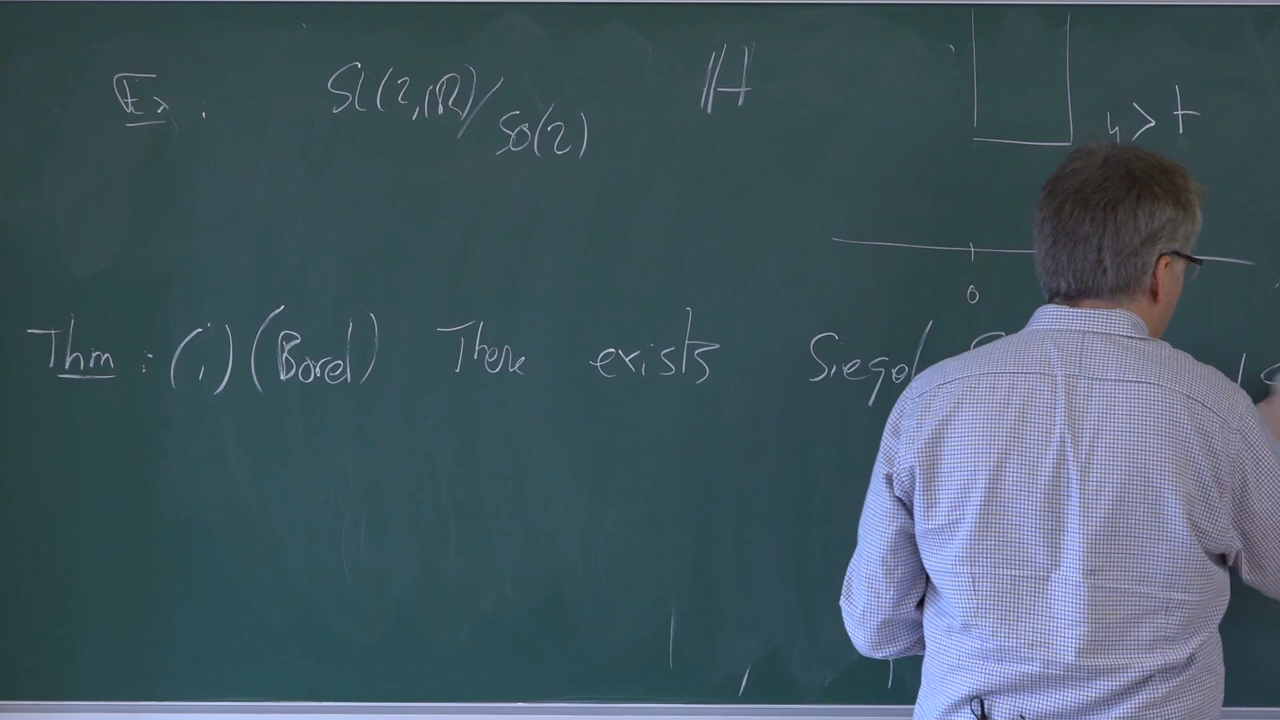 Ex. Sl(2,ℝ)/SO(2) ℍ
y > t
0
Thm: (i) (Borel) There exists Siegel